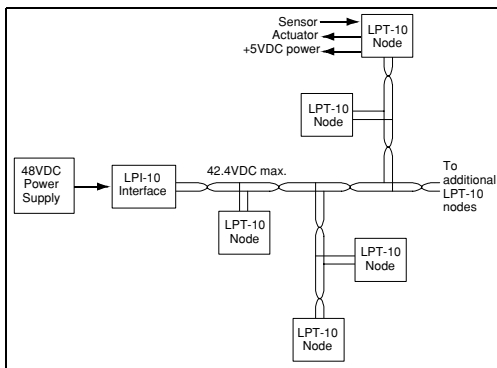 Sensor
Actuator
+5VDC power
LPT-10
Node
LPT-10
Node
48VDC
Power
Supply
LPI-10
Interface
42.4VDC max.
To
additional
LPT-10
nodes
LPT-10
Node
LPT-10
Node
LPT-10
Node